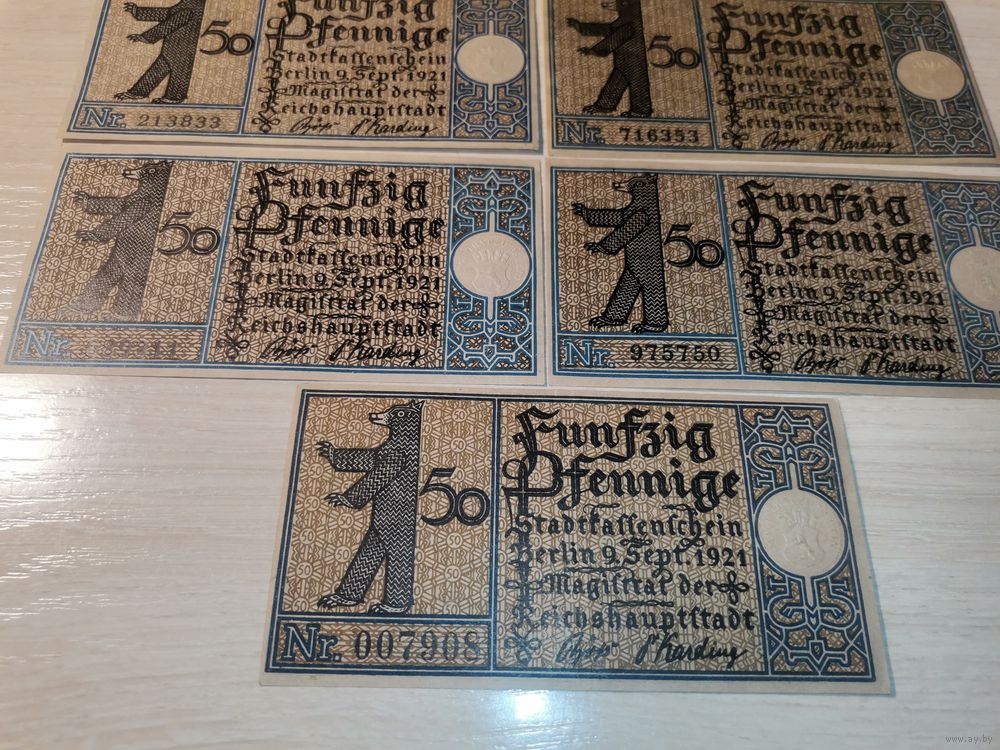 50
Funfzig
Pfennige
Stadtkassenschein
Berlin 9. Sept. 1921
Magistrat der
Reichshauptstadt
Nr. 213833
50
Funfzig
Pfennige
Stadtkassenschein
Berlin 9. Sept. 1921
Magistrat der
Reichshauptstadt
Nr. 716353
50
Funfzig
Pfennige
Stadtkassenschein
Berlin 9. Sept. 1921
Magistrat der
Reichshauptstadt
Nr.
50
Funfzig
Pfennige
Stadtkassenschein
Berlin 9. Sept. 1921
Magistrat der
Reichshauptstadt
Nr. 975750
50
Funfzig
Pfennige
Stadtkassenschein
Berlin 9. Sept. 1921
Magistrat der
Reichshauptstadt
Nr. 007908
www.ay.by